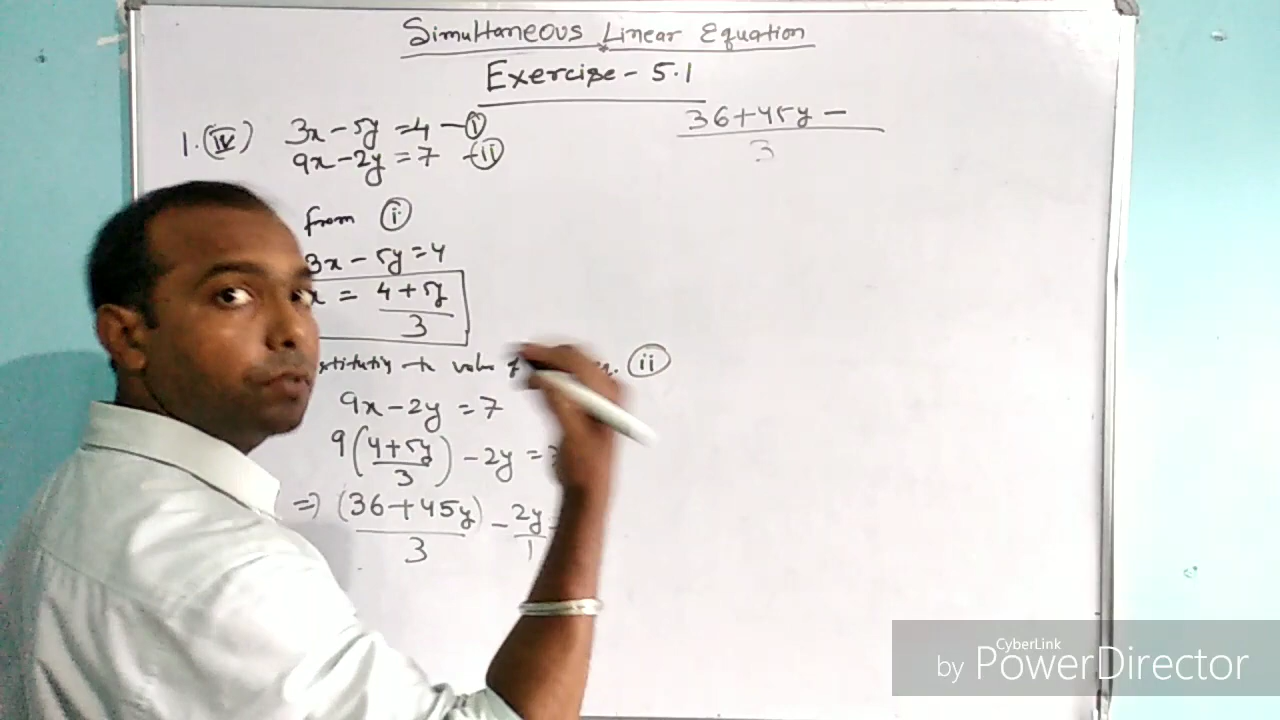 Simultaneous Linear Equation
Exercise - 5.1
1. (iv) 3x - 5y = 4 - (i)
9x - 2y = 7 - (ii)
from (i)
3x - 5y = 4
x = (4 + 5y)/3
value (ii)
9x - 2y = 7
9((4 + 5y)/3) - 2y =
=> (36 + 45y)/3 - 2y/1
(36 + 45y -)/3
by CyberLink PowerDirector